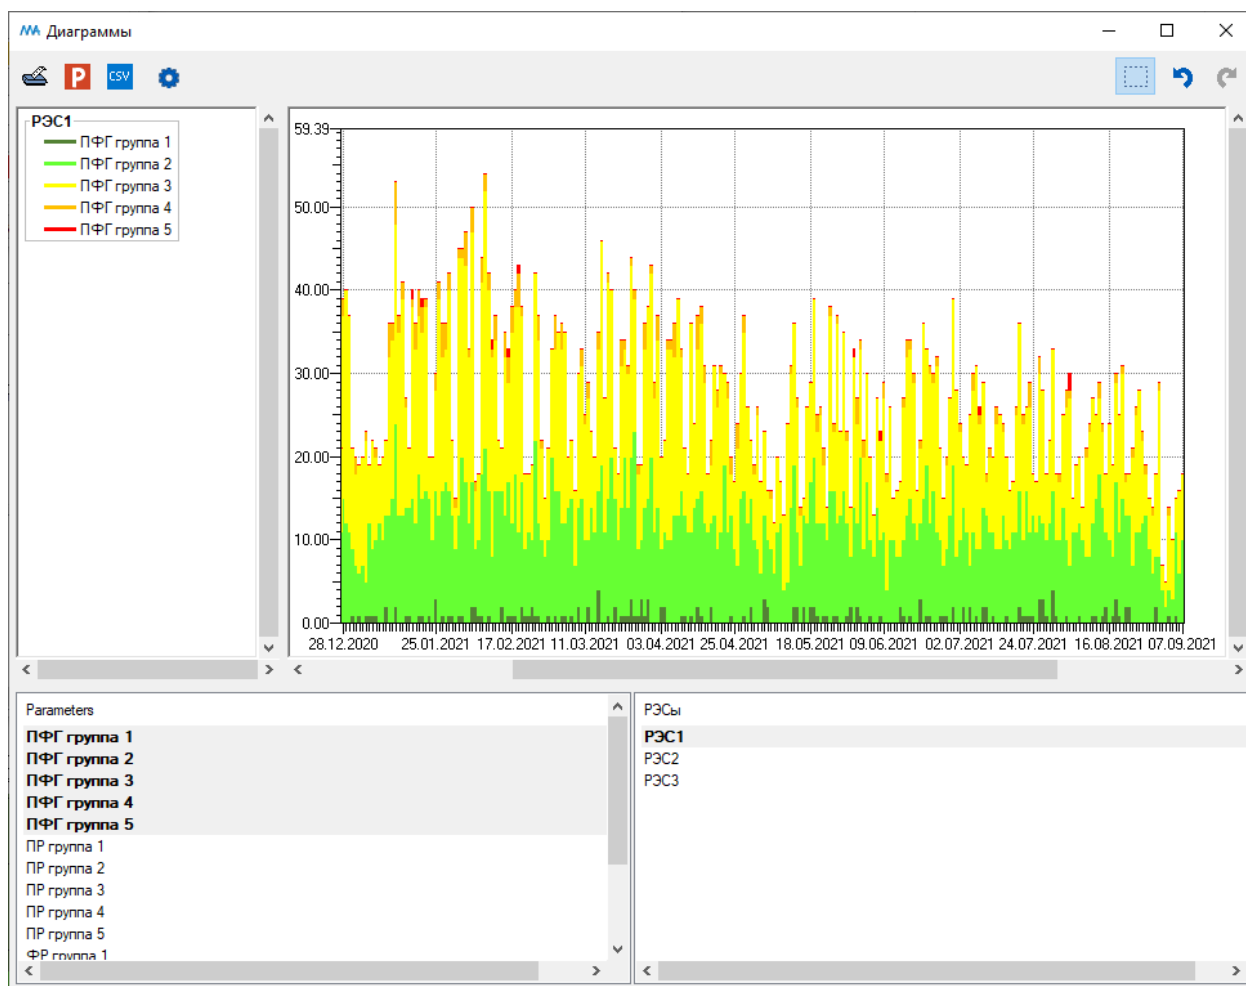 Диаграммы
P CSV
РЭС1
ПФГ группа 1
ПФГ группа 2
ПФГ группа 3
ПФГ группа 4
ПФГ группа 5
59.39
50.00
40.00
30.00
20.00
10.00
0.00
28.12.2020 25.01.2021 17.02.2021 11.03.2021 03.04.2021 25.04.2021 18.05.2021 09.06.2021 02.07.2021 24.07.2021 16.08.2021 07.09.2021
Parameters
ПФГ группа 1
ПФГ группа 2
ПФГ группа 3
ПФГ группа 4
ПФГ группа 5
ПР группа 1
ПР группа 2
ПР группа 3
ПР группа 4
ПР группа 5
ФР группа 1
РЭСы
РЭС1
РЭС2
РЭС3